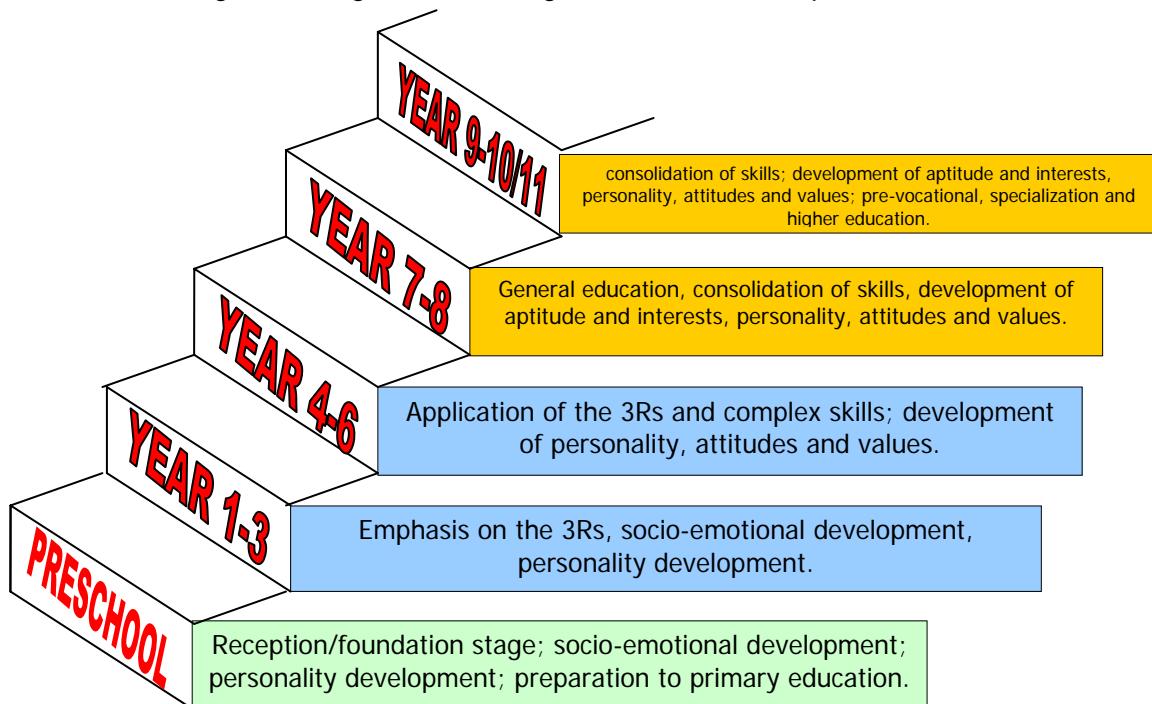 YEAR 9-10/11
consolidation of skills; development of aptitude and interests,
personality, attitudes and values; pre-vocational, specialization and
higher education.
YEAR 7-8
General education, consolidation of skills, development of
aptitude and interests, personality, attitudes and values.
YEAR 4-6
Application of the 3Rs and complex skills; development
of personality, attitudes and values.
YEAR 1-3
Emphasis on the 3Rs, socio-emotional development,
personality development.
PRESCHOOL
Reception/foundation stage; socio-emotional development;
personality development; preparation to primary education.